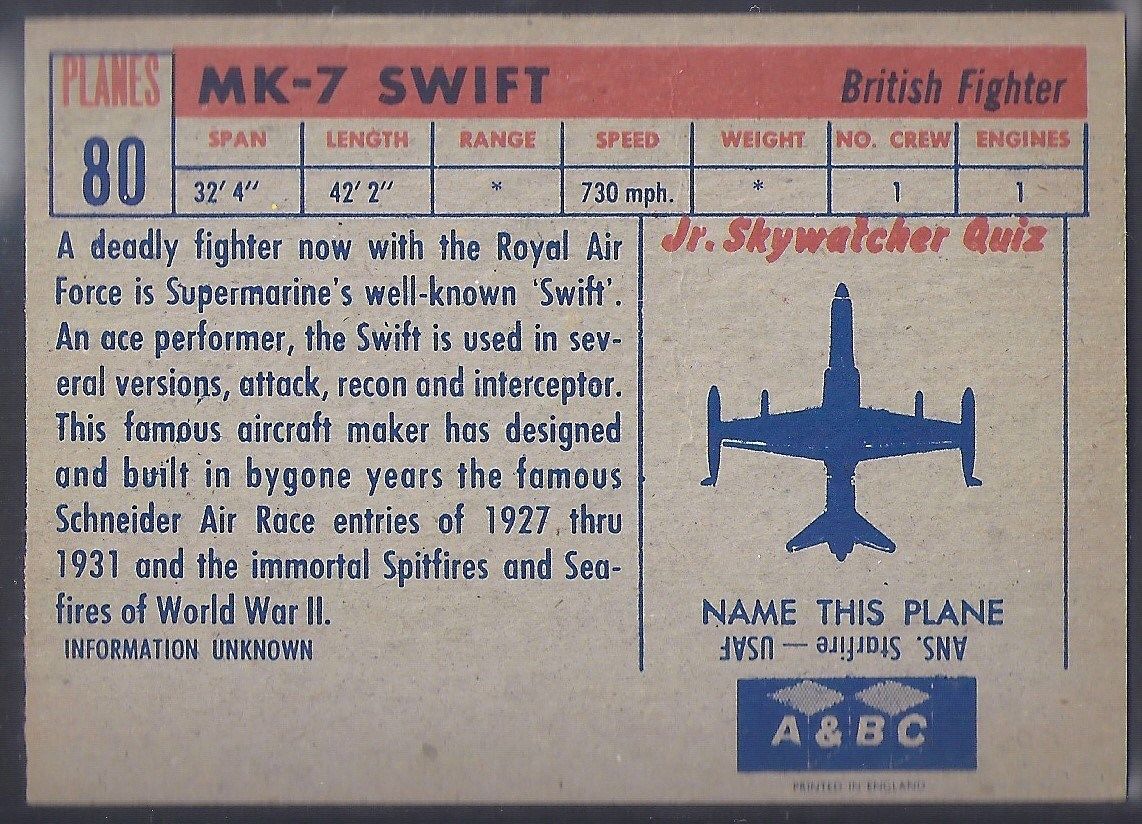 PLANES
80
MK-7 SWIFT British Fighter
SPAN LENGTH RANGE SPEED WEIGHT NO. CREW ENGINES
32' 4" 42' 2" * 730 mph. * 1 1
A deadly fighter now with the Royal Air
Force is Supermarine's well-known 'Swift'.
An ace performer, the Swift is used in sev-
eral versions, attack, recon and interceptor.
This famous aircraft maker has designed
and built in bygone years the famous
Schneider Air Race entries of 1927 thru
1931 and the immortal Spitfires and Sea-
fires of World War II.
INFORMATION UNKNOWN
Jr. Skywatcher Quiz
NAME THIS PLANE
ANS. Starfire — USAF
A & B C
PRINTED IN ENGLAND